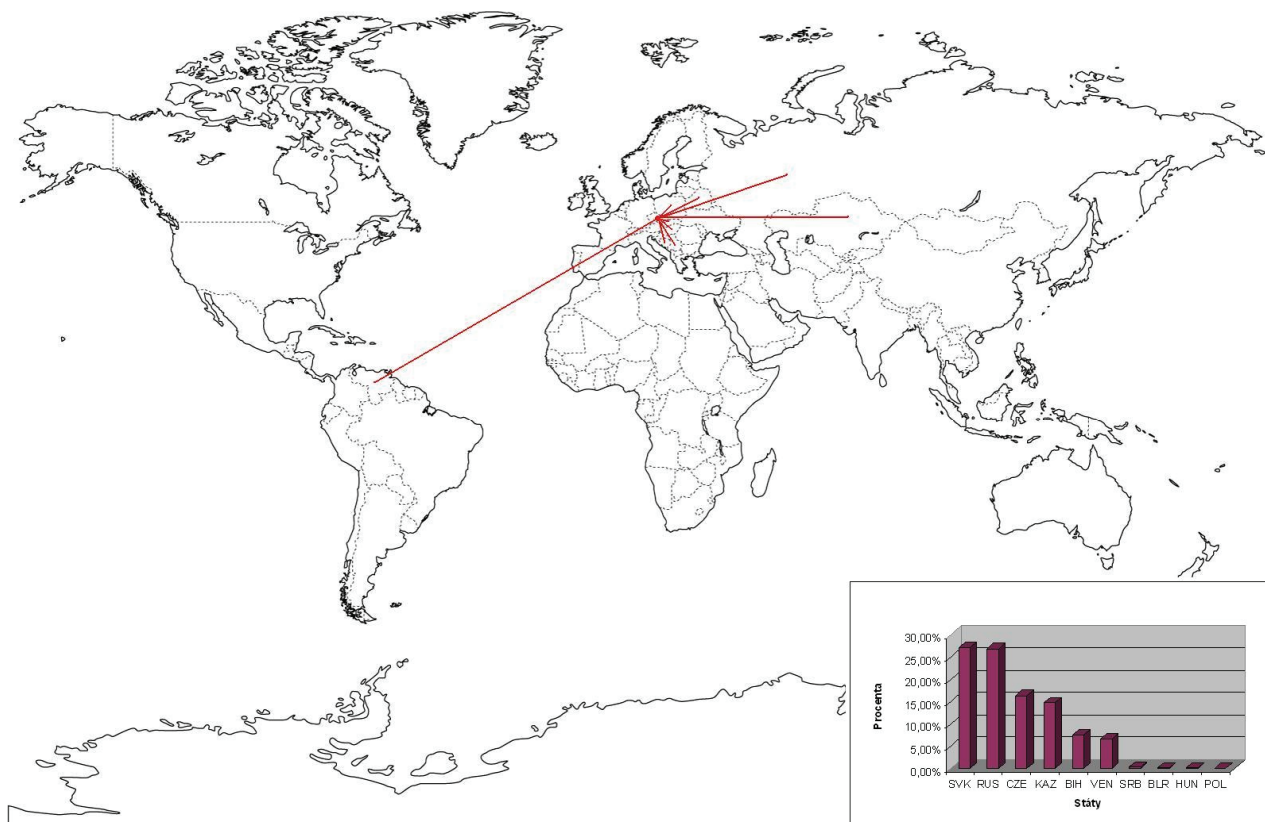 30,00%
25,00%
20,00%
15,00%
10,00%
5,00%
0,00%
Procenta
SVK RUS CZE KAZ BIH VEN SRB BLR HUN POL
Státy